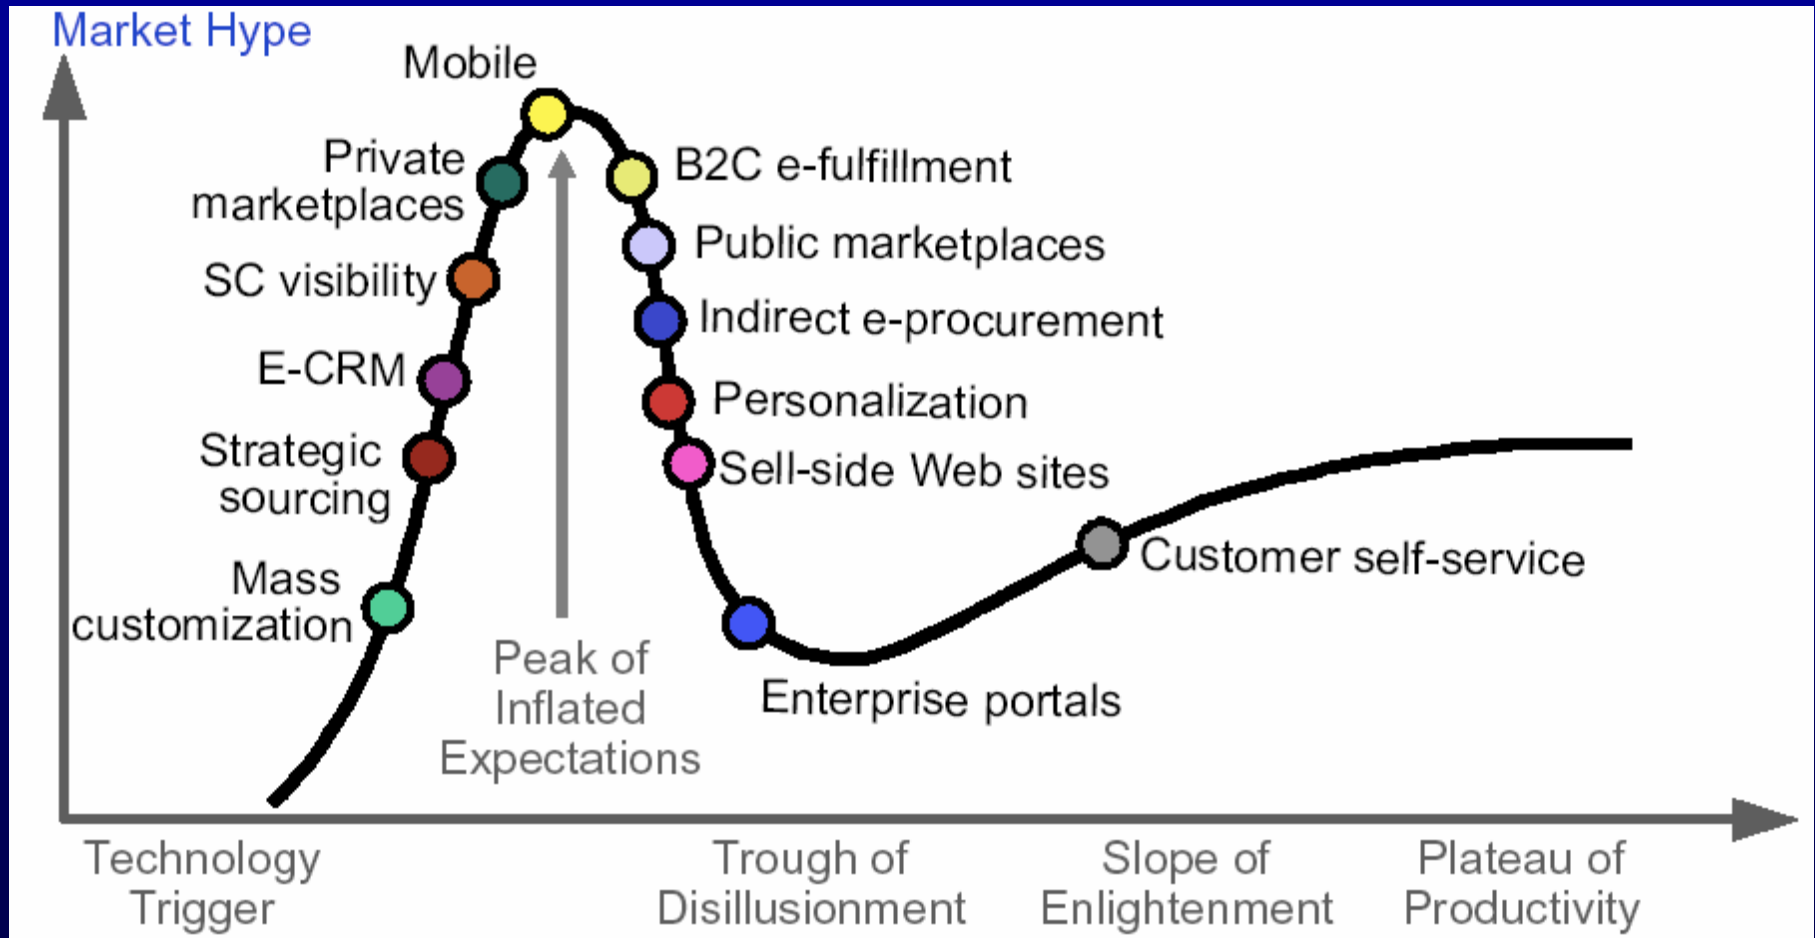 Market Hype
Mobile
Private
marketplaces
SC visibility
E-CRM
Strategic
sourcing
Mass
customization
B2C e-fulfillment
Public marketplaces
Indirect e-procurement
Personalization
Sell-side Web sites
Customer self-service
Enterprise portals
Peak of
Inflated
Expectations
Technology
Trigger
Trough of
Disillusionment
Slope of
Enlightenment
Plateau of
Productivity